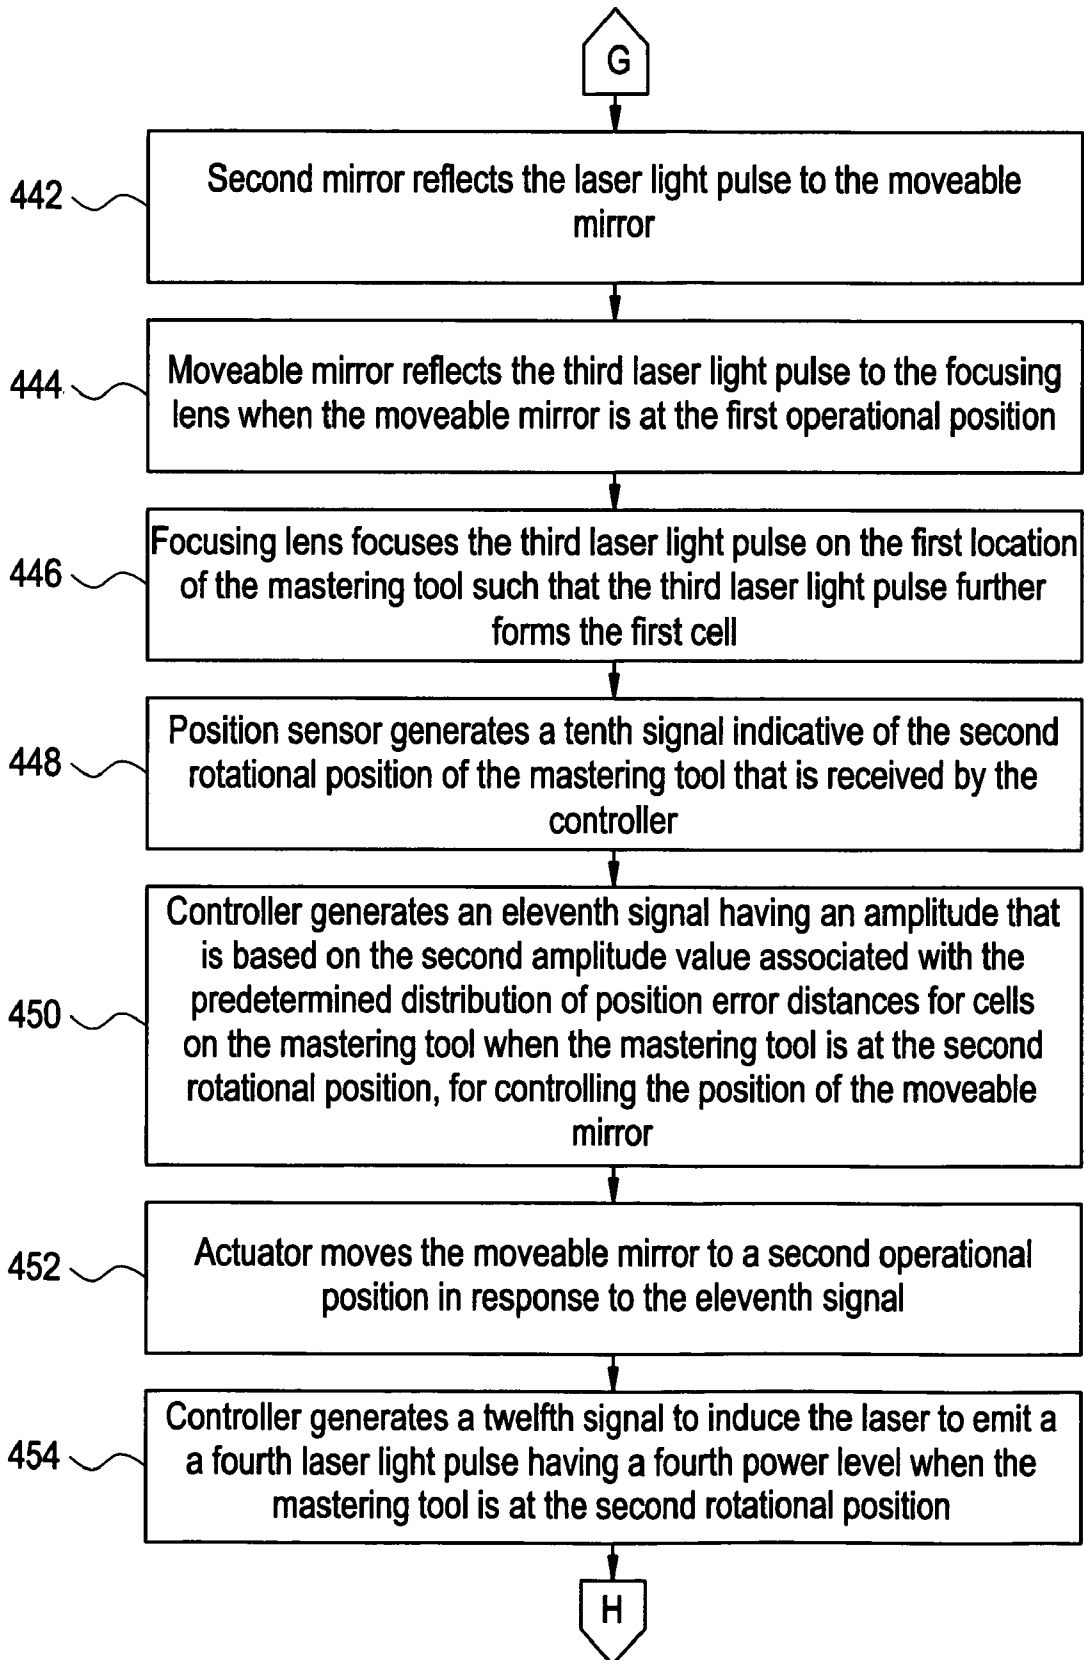 G
442
Second mirror reflects the laser light pulse to the moveable
mirror
444
Moveable mirror reflects the third laser light pulse to the focusing
lens when the moveable mirror is at the first operational position
446
Focusing lens focuses the third laser light pulse on the first location
of the mastering tool such that the third laser light pulse further
forms the first cell
448
Position sensor generates a tenth signal indicative of the second
rotational position of the mastering tool that is received by the
controller
450
Controller generates an eleventh signal having an amplitude that
is based on the second amplitude value associated with the
predetermined distribution of position error distances for cells
on the mastering tool when the mastering tool is at the second
rotational position, for controlling the position of the moveable
mirror
452
Actuator moves the moveable mirror to a second operational
position in response to the eleventh signal
454
Controller generates a twelfth signal to induce the laser to emit a
a fourth laser light pulse having a fourth power level when the
mastering tool is at the second rotational position
H